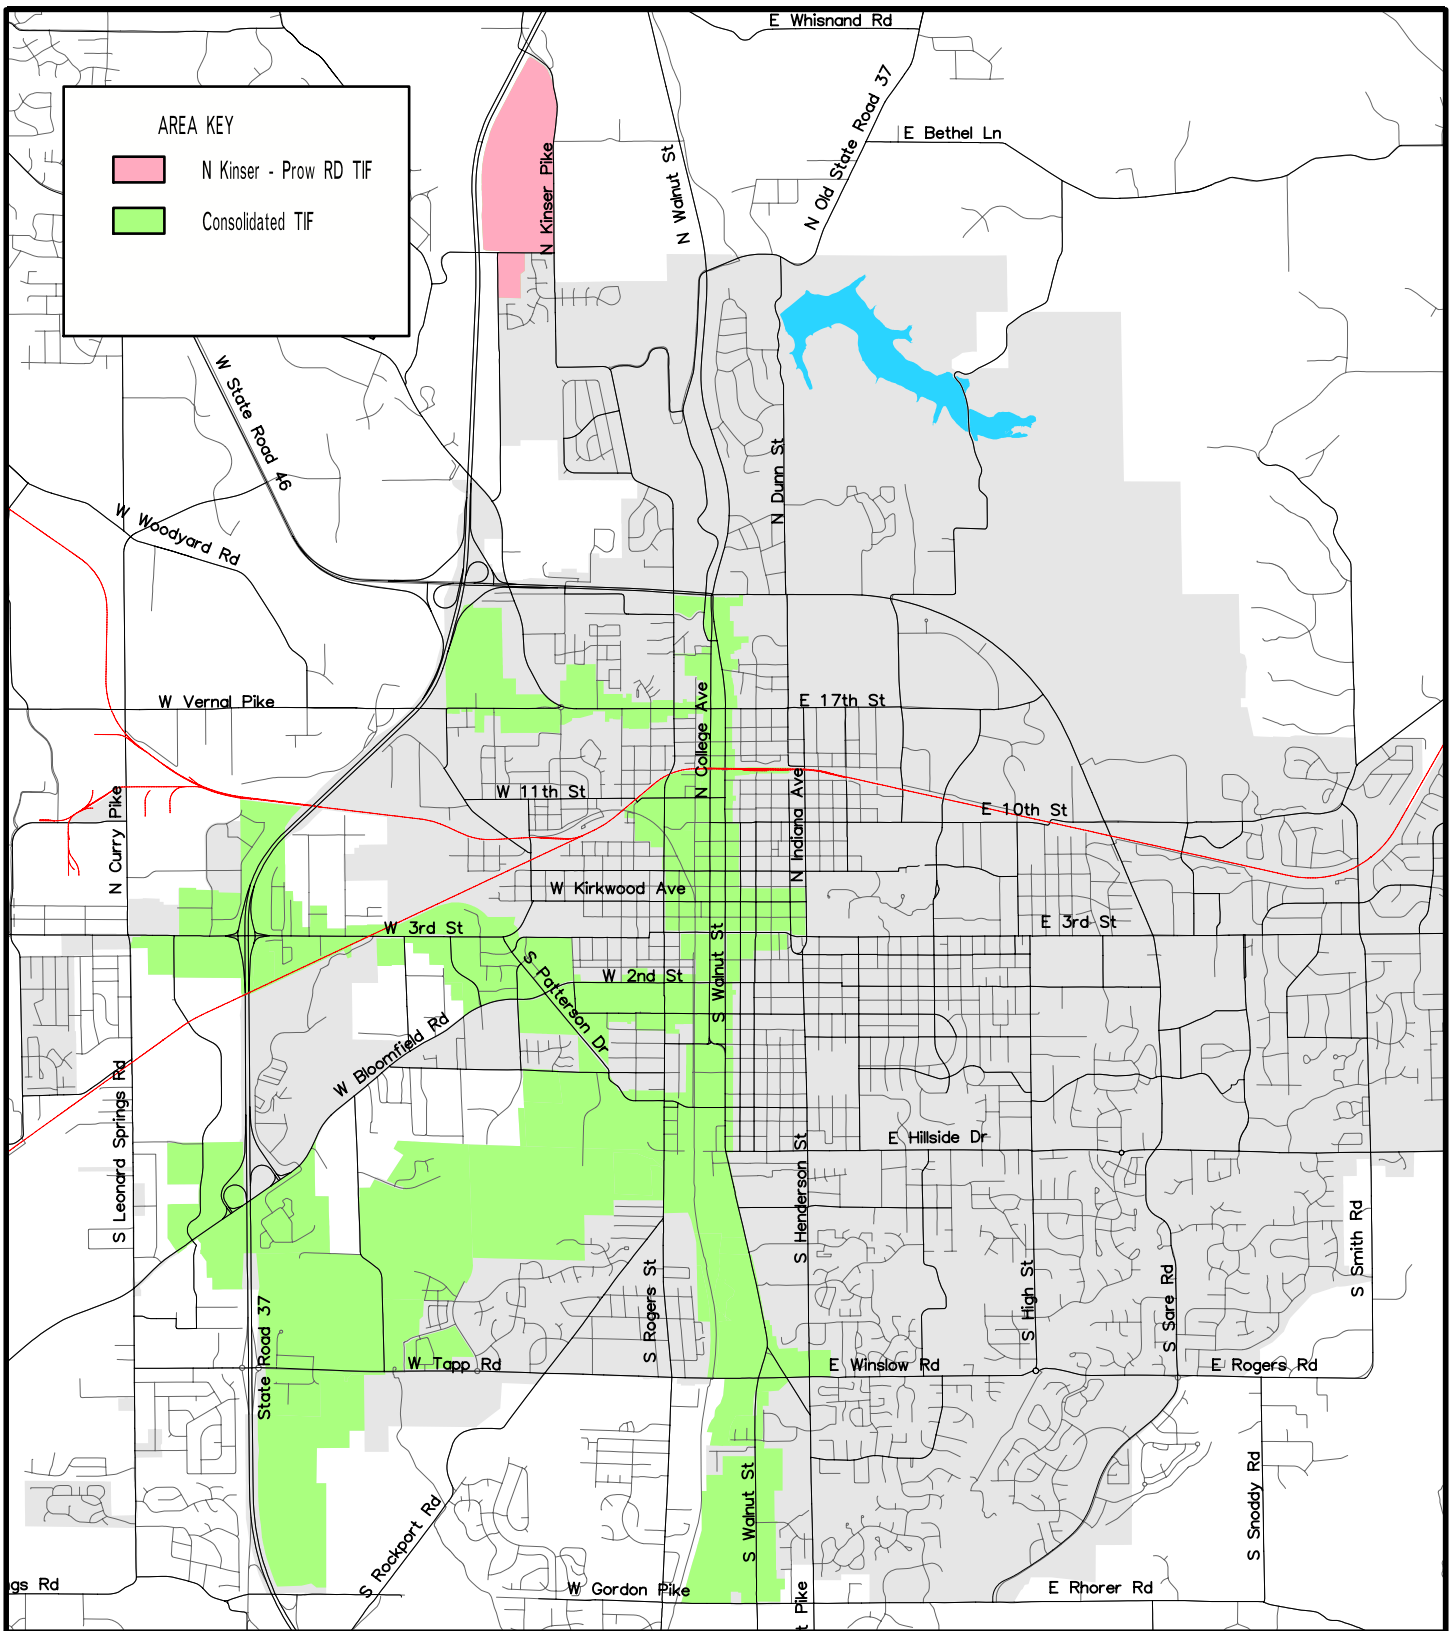 E Whisnand Rd
AREA KEY
N Kinser - Prow RD TIF
Consolidated TIF
N Old State Road 37
E Bethel Ln
N Kinser Pike
N Walnut St
W State Road 46
N Dunn St
W Woodyard Rd
W Vernal Pike
N College Ave
E 17th St
W 11th St
N Indiana Ave
E 10th St
N Curry Pike
W Kirkwood Ave
W 3rd St
E 3rd St
S Patterson Dr
W 2nd St
S Walnut St
W Bloomfield Rd
S Leonard Springs Rd
E Hillside Dr
S Henderson St
S Rogers St
S High St
S Sare Rd
S Smith Rd
State Road 37
W Tapp Rd
E Winslow Rd
E Rogers Rd
S Walnut St
S Snoddy Rd
S Rockport Rd
ngs Rd
W Gordon Pike
t Pike
E Rhorer Rd